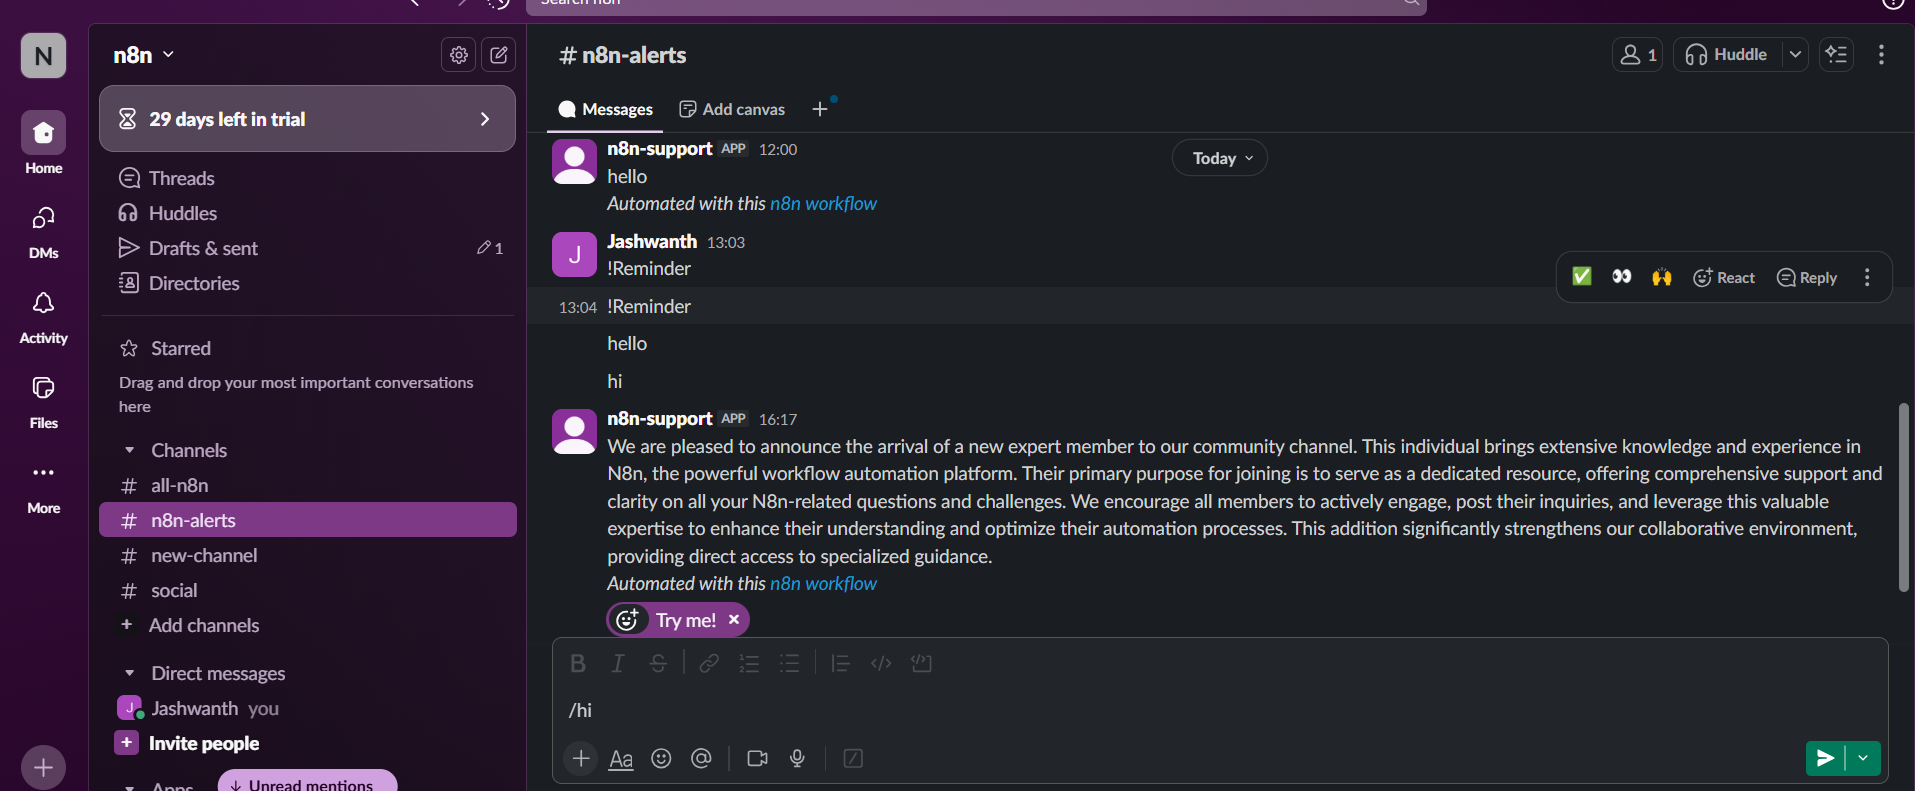 Search n8n
N
Home
DMs
Activity
Files
More
n8n
29 days left in trial
Threads
Huddles
Drafts & sent 1
Directories
Starred
Drag and drop your most important conversations
here
Channels
# all-n8n
# n8n-alerts
# new-channel
# social
+ Add channels
Direct messages
J Jashwanth you
+ Invite people
Apps
Unread mentions
# n8n-alerts
1 Huddle
Messages Add canvas +
Today
n8n-support APP 12:00
hello
Automated with this n8n workflow
J Jashwanth 13:03
!Reminder
React Reply
13:04 !Reminder
hello
hi
n8n-support APP 16:17
We are pleased to announce the arrival of a new expert member to our community channel. This individual brings extensive knowledge and experience in
N8n, the powerful workflow automation platform. Their primary purpose for joining is to serve as a dedicated resource, offering comprehensive support and
clarity on all your N8n-related questions and challenges. We encourage all members to actively engage, post their inquiries, and leverage this valuable
expertise to enhance their understanding and optimize their automation processes. This addition significantly strengthens our collaborative environment,
providing direct access to specialized guidance.
Automated with this n8n workflow
Try me!
B I S
/hi
+ Aa @